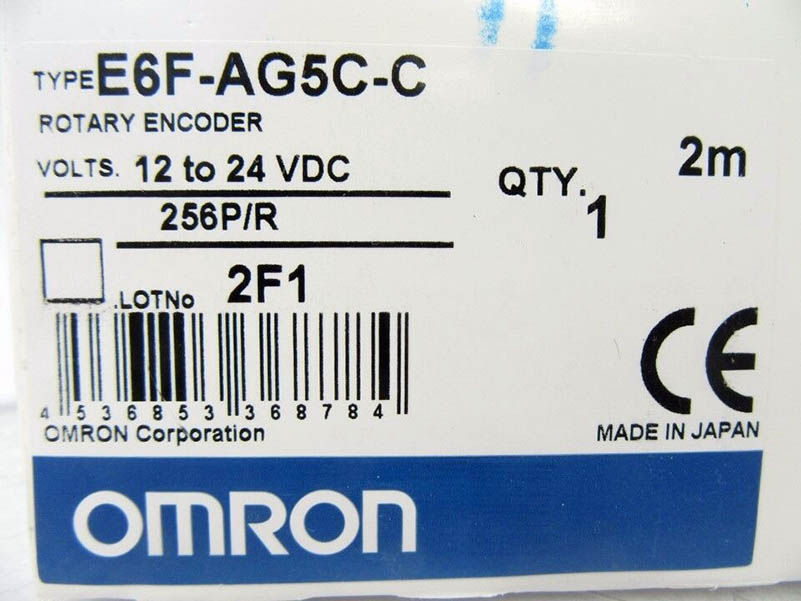 TYPE E6F-AG5C-C
ROTARY ENCODER
VOLTS. 12 to 24 VDC
256P/R
QTY. 1
2m
.LOTNo 2F1
4 536853 368784
OMRON Corporation
CE
MADE IN JAPAN
OMRON